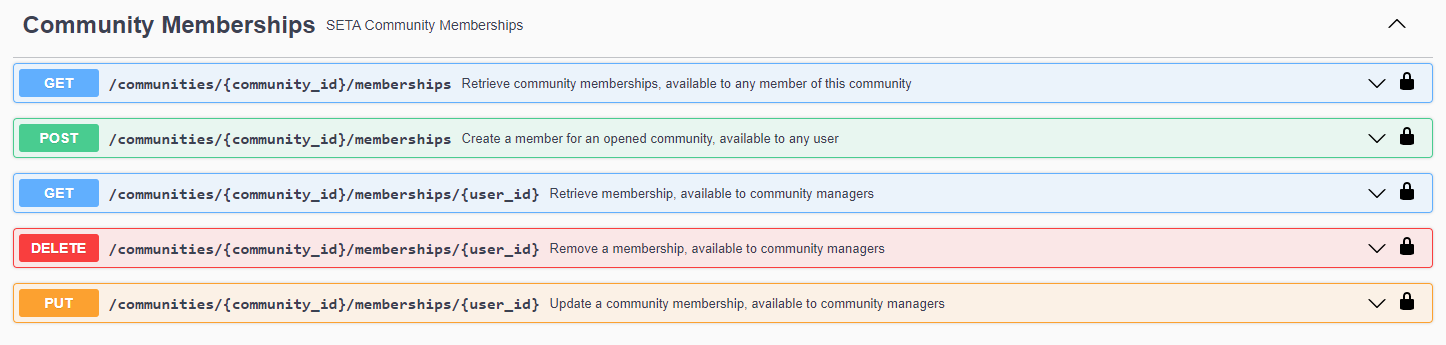 Community Memberships SETA Community Memberships
GET /communities/{community_id}/memberships Retrieve community memberships, available to any member of this community
POST /communities/{community_id}/memberships Create a member for an opened community, available to any user
GET /communities/{community_id}/memberships/{user_id} Retrieve membership, available to community managers
DELETE /communities/{community_id}/memberships/{user_id} Remove a membership, available to community managers
PUT /communities/{community_id}/memberships/{user_id} Update a community membership, available to community managers